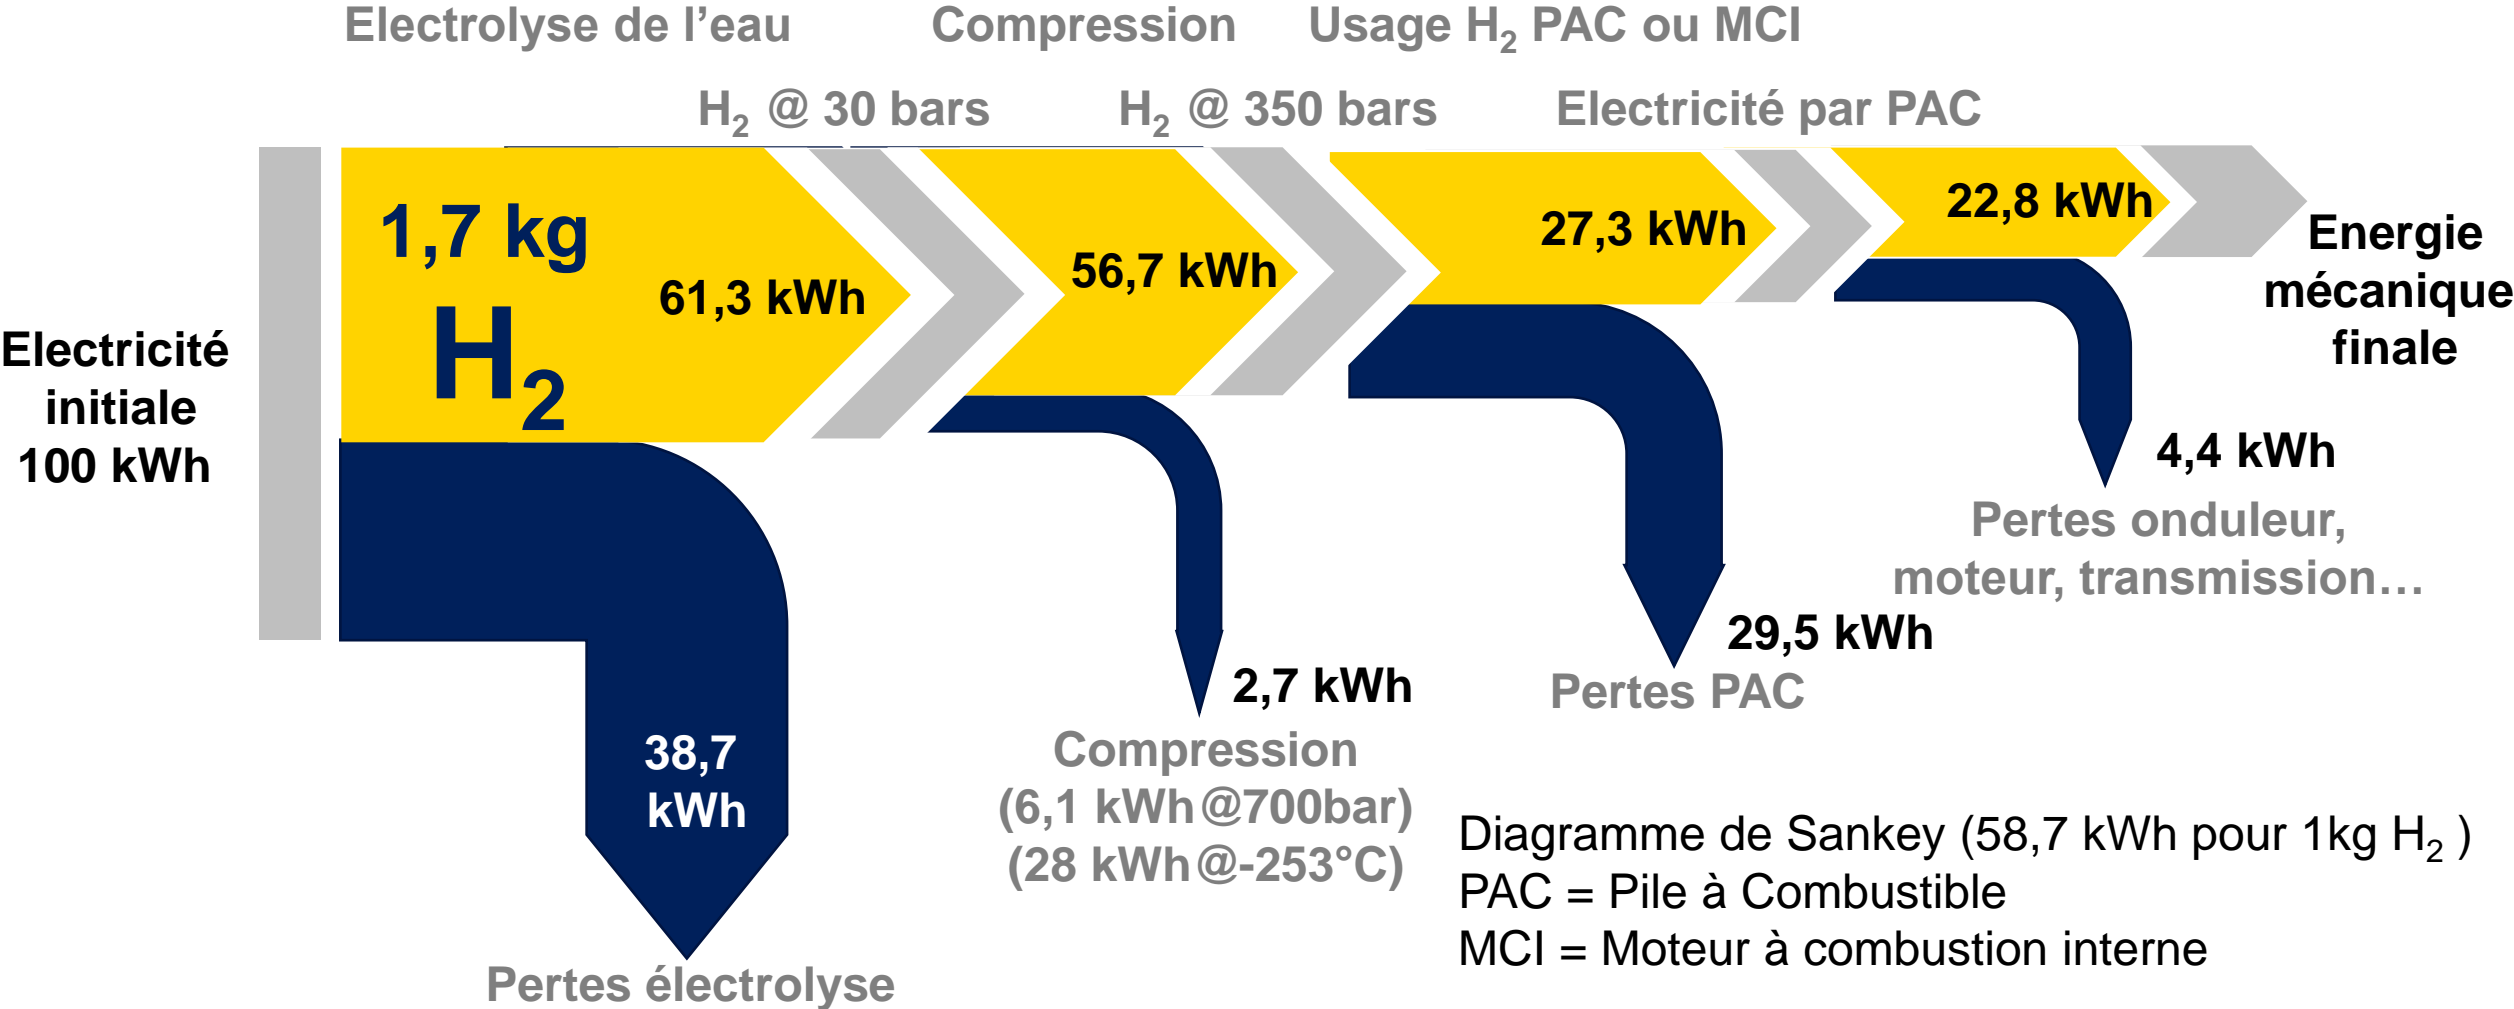 Electrolyse de l’eau
Compression
Usage H2 PAC ou MCI
H2 @ 30 bars
H2 @ 350 bars
Electricité par PAC
1,7 kg
H2
61,3 kWh
56,7 kWh
27,3 kWh
22,8 kWh
Energie
mécanique
finale
Electricité
initiale
100 kWh
4,4 kWh
Pertes onduleur,
moteur, transmission…
29,5 kWh
Pertes PAC
2,7 kWh
Compression
(6,1 kWh@700bar)
(28 kWh@-253°C)
38,7
kWh
Pertes électrolyse
Diagramme de Sankey (58,7 kWh pour 1kg H2 )
PAC = Pile à Combustible
MCI = Moteur à combustion interne